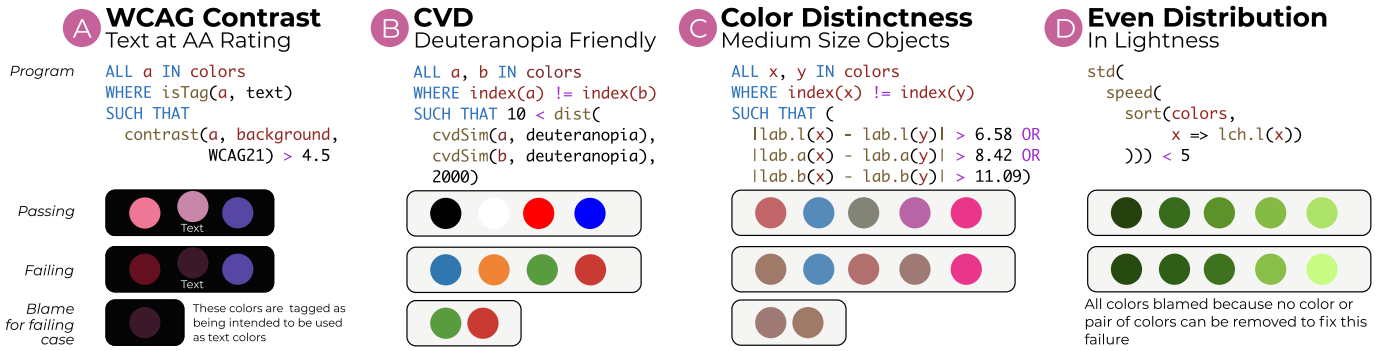 A WCAG Contrast
Text at AA Rating
B CVD
Deuteranopia Friendly
C Color Distinctness
Medium Size Objects
D Even Distribution
In Lightness
Program
ALL a IN colors
WHERE isTag(a, text)
SUCH THAT
contrast(a, background,
WCAG21) > 4.5
ALL a, b IN colors
WHERE index(a) != index(b)
SUCH THAT 10 < dist(
cvdSim(a, deuteranopia),
cvdSim(b, deuteranopia),
2000)
ALL x, y IN colors
WHERE index(x) != index(y)
SUCH THAT (
|lab.l(x) - lab.l(y)| > 6.58 OR
|lab.a(x) - lab.a(y)| > 8.42 OR
|lab.b(x) - lab.b(y)| > 11.09)
std(
speed(
sort(colors,
x => lch.l(x))
))) < 5
Passing
Text
Failing
Text
Blame
for failing
case
These colors are tagged as
being intended to be used
as text colors
All colors blamed because no color or
pair of colors can be removed to fix this
failure